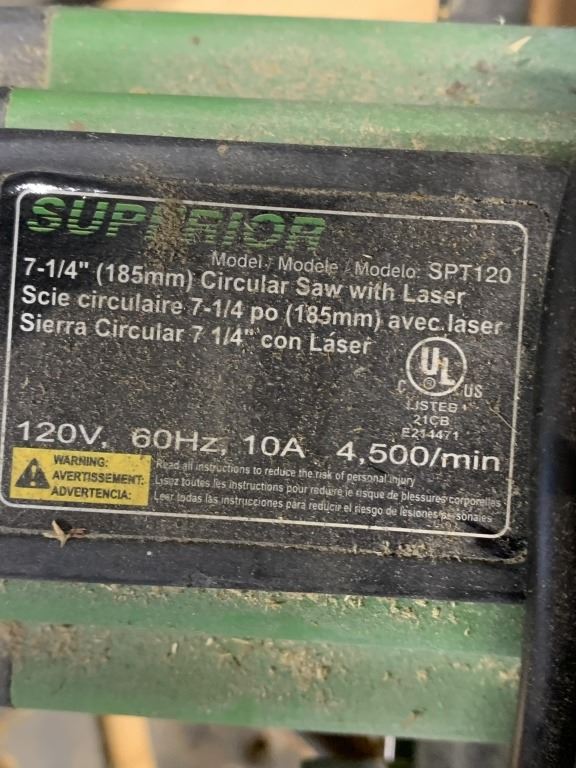 SUPERIOR
Model / Modèle / Modelo: SPT120
7-1/4" (185mm) Circular Saw with Laser
Scie circulaire 7-1/4 po (185mm) avec laser
Sierra Circular 7 1/4" con Láser
UL
C ® US
LISTED
21CB
E214471
120V, 60Hz, 10A 4,500/min
WARNING: Read all instructions to reduce the risk of personal injury
AVERTISSEMENT: Lisez toutes les instructions pour réduire le risque de blessures corporelles
ADVERTENCIA: Leer todas las instrucciones para reducir el riesgo de lesiones personales